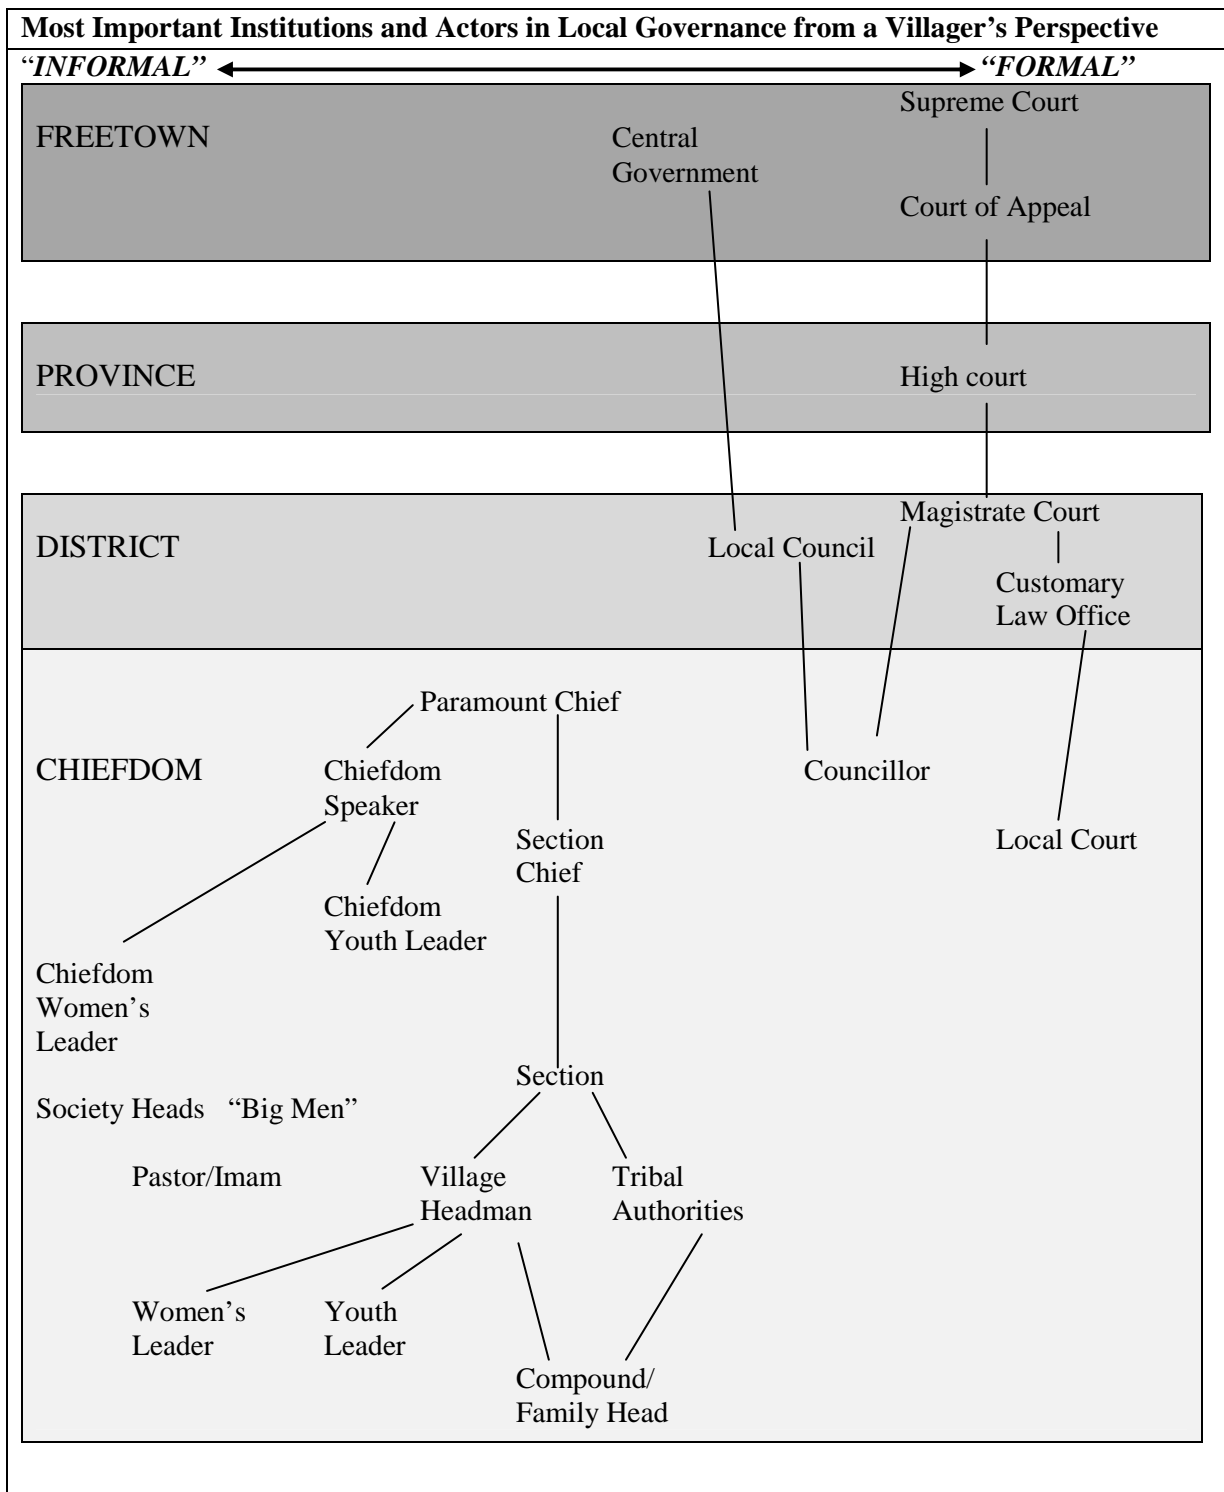 Most Important Institutions and Actors in Local Governance from a Villager’s Perspective
“INFORMAL” “FORMAL”
Supreme Court
FREETOWN
Central
Government
Court of Appeal
PROVINCE
High court
Magistrate Court
DISTRICT
Local Council
Customary
Law Office
Paramount Chief
CHIEFDOM
Chiefdom
Speaker
Councillor
Section
Chief
Local Court
Chiefdom
Youth Leader
Chiefdom
Women’s
Leader
Section
Society Heads “Big Men”
Pastor/Imam
Village
Headman
Tribal
Authorities
Women’s
Leader
Youth
Leader
Compound/
Family Head